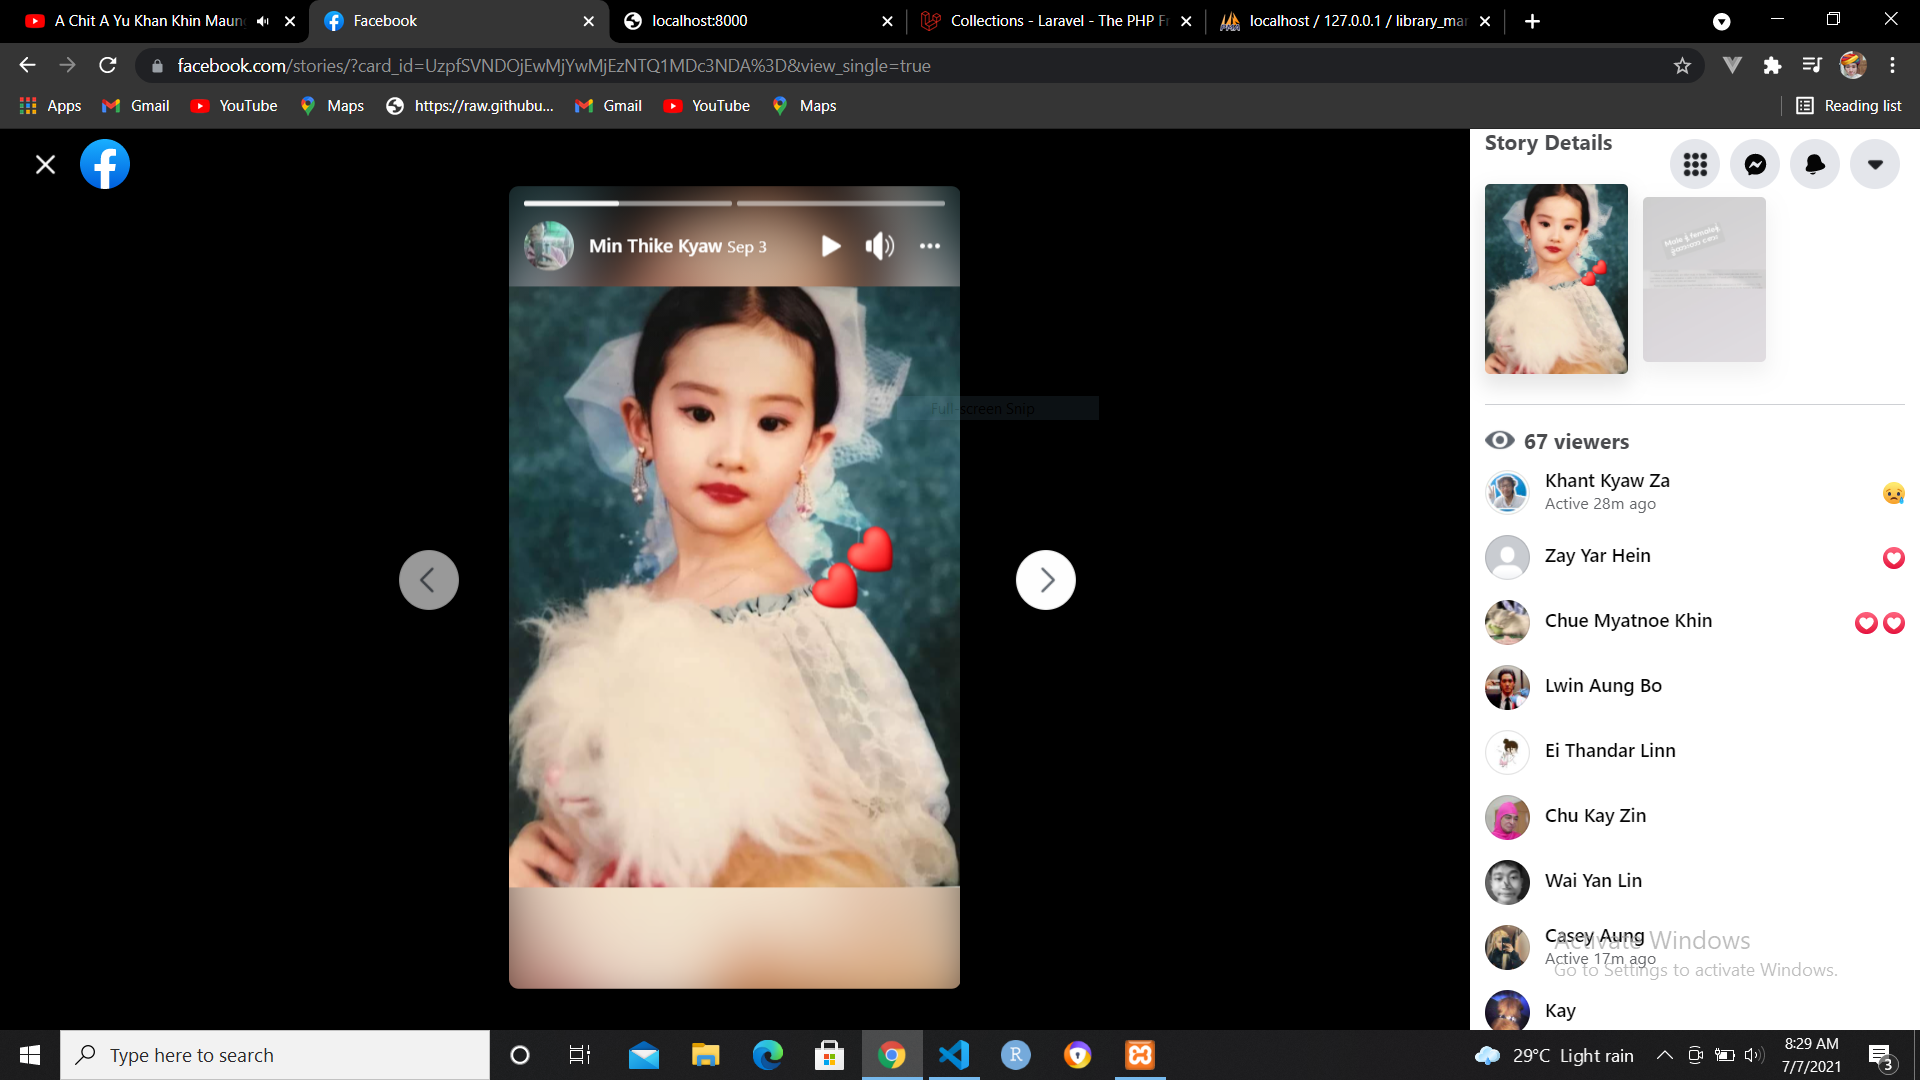 A Chit A Yu Khan Khin Maun
Facebook
localhost:8000
Collections - Laravel - The PHP Fr
localhost / 127.0.0.1 / library_mar
facebook.com/stories/?card_id=UzpfSVNDOjEwMjYwMjEzNTQ1MDc3NDA%3D&view_single=true
Apps
Gmail
YouTube
Maps
https://raw.githubu...
Gmail
YouTube
Maps
Reading list
Story Details
Min Thike Kyaw Sep 3
Full-screen Snip
67 viewers
Khant Kyaw Za
Active 28m ago
Zay Yar Hein
Chue Myatnoe Khin
Lwin Aung Bo
Ei Thandar Linn
Chu Kay Zin
Wai Yan Lin
Casey Aung
Active 17m ago
Activate Windows
Go to Settings to activate Windows.
Kay
Type here to search
29°C Light rain
8:29 AM
7/7/2021
3